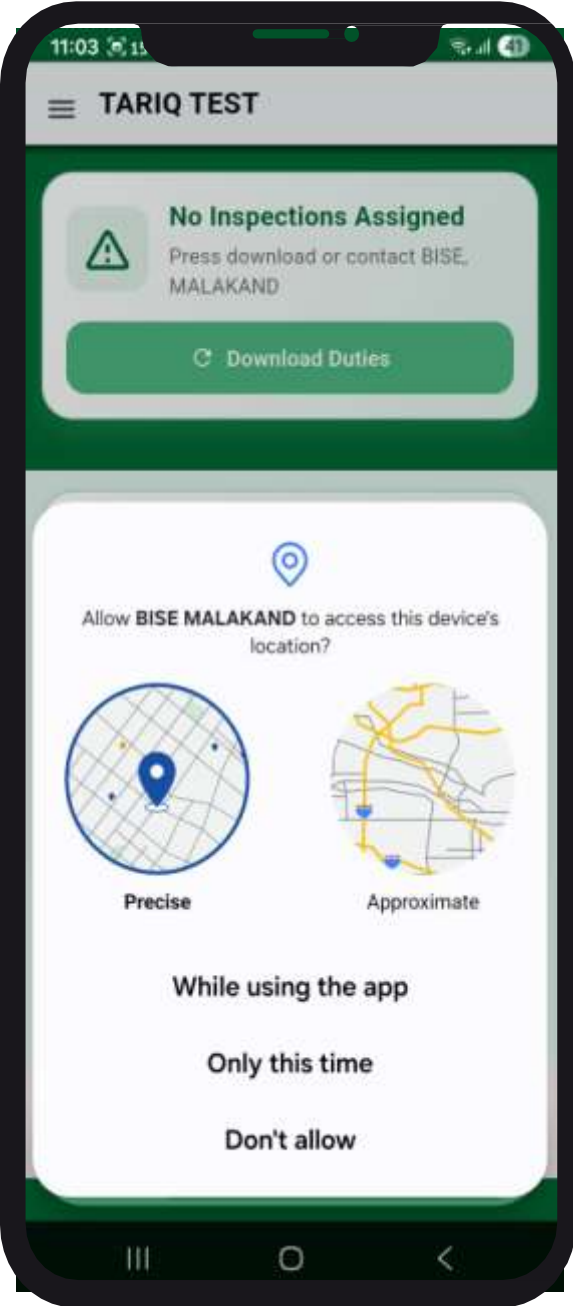 11:03
41
TARIQ TEST
No Inspections Assigned
Press download or contact BISE,
MALAKAND
Download Duties
Allow BISE MALAKAND to access this device's
location?
Precise
Approximate
While using the app
Only this time
Don't allow